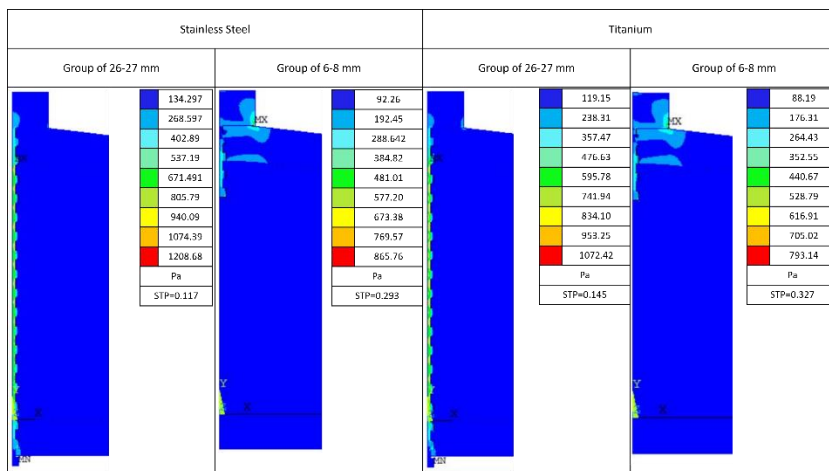 Stainless Steel
Titanium
Group of 26-27 mm
Group of 6-8 mm
Group of 26-27 mm
Group of 6-8 mm
134.297
268.597
402.89
537.19
671.491
805.79
940.09
1074.39
1208.68
Pa
STP=0.117
MN
X
92.26
192.45
288.642
384.82
481.01
577.20
673.38
769.57
865.76
Pa
STP=0.293
MX
Y
X
119.15
238.31
357.47
476.63
595.78
741.94
834.10
953.25
1072.42
Pa
STP=0.145
X
MN
88.19
176.31
264.43
352.55
440.67
528.79
616.91
705.02
793.14
Pa
STP=0.327
MX
Y
X